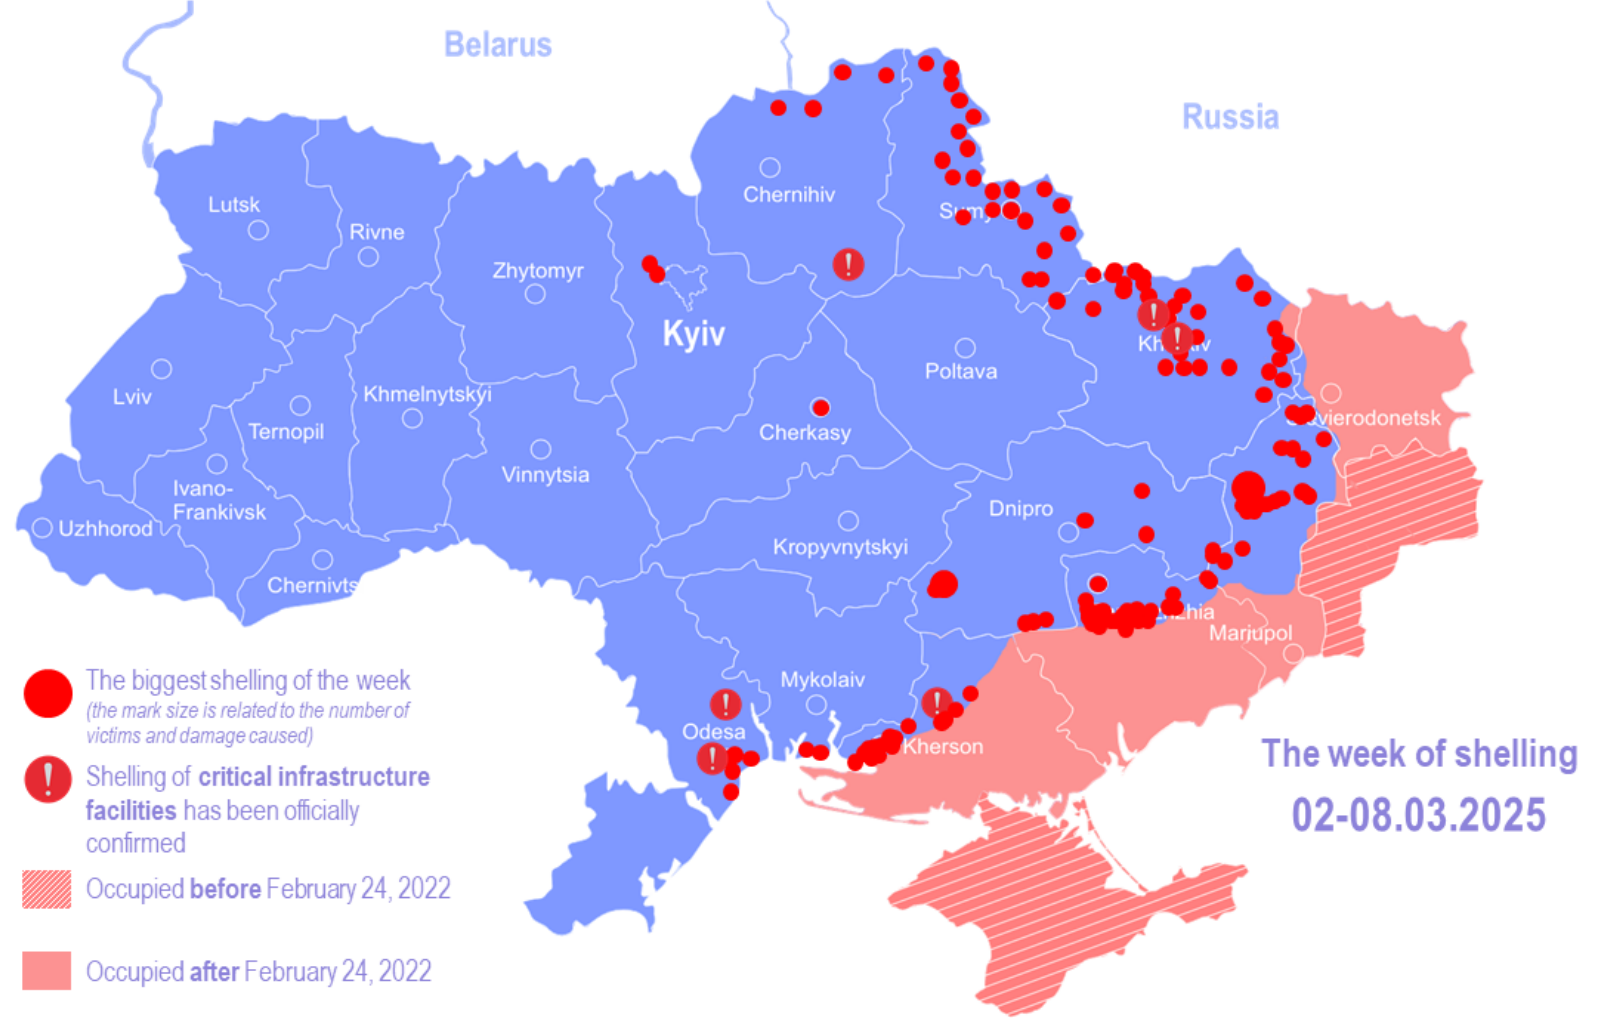 Belarus
Russia
Chernihiv
Lutsk
Rivne
Sumy
Zhytomyr
Kyiv
Poltava
Lviv
Khmelnytskyi
Ternopil
Cherkasy
Vinnytsia
Ivano-
Frankivsk
Dnipro
Uzhhorod
Kropyvnytskyi
Chernivts
Mariupol
Mykolaiv
Odesa
Kherson
The biggest shelling of the week
(the mark size is related to the number of
victims and damage caused)
Shelling of critical infrastructure
facilities has been officially
confirmed
Occupied before February 24, 2022
Occupied after February 24, 2022
The week of shelling
02-08.03.2025